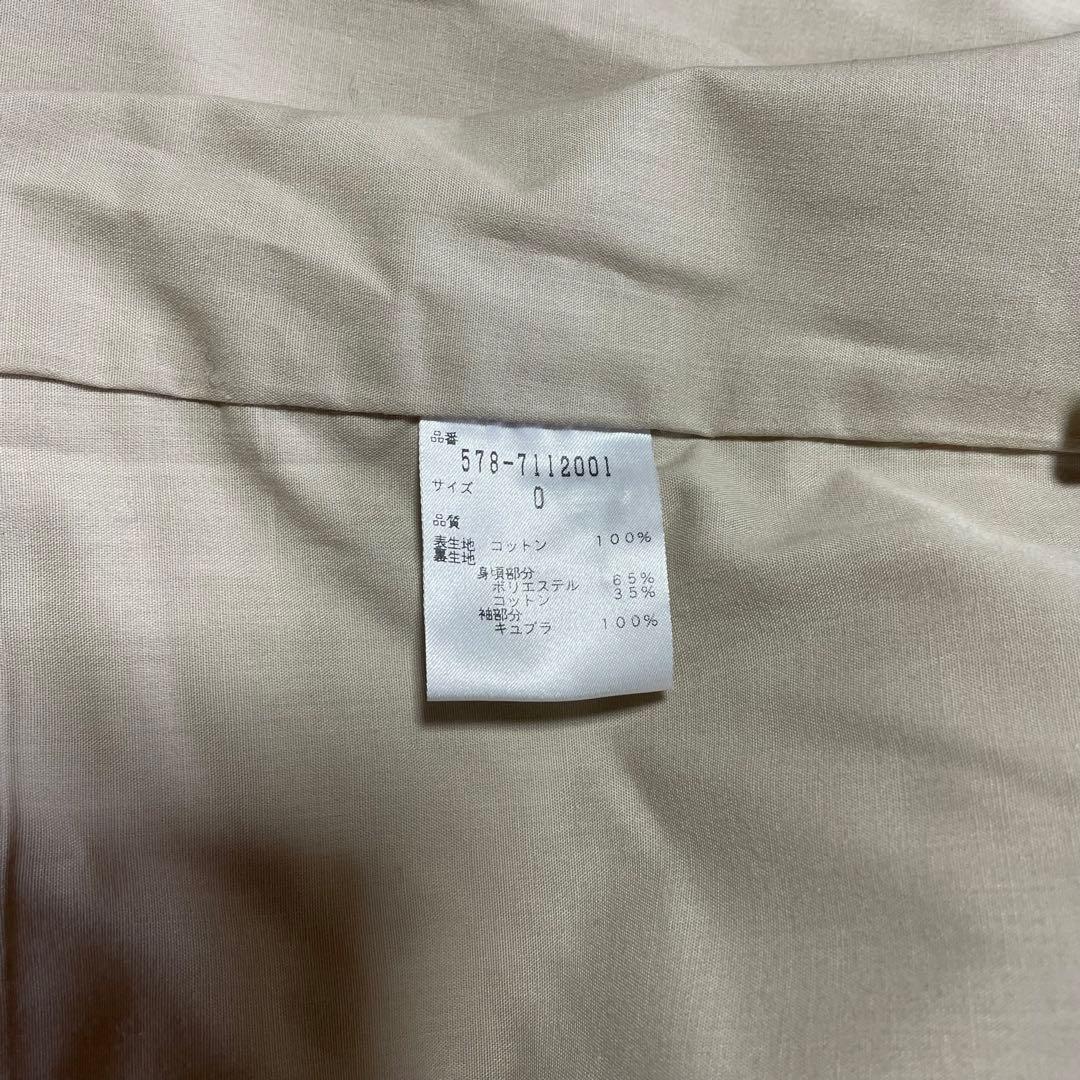 品番
578-7112001
サイズ 0
品質
表生地 コットン 100%
裏生地
身頃部分
ポリエステル 65%
コットン 35%
袖部分
キュプラ 100%